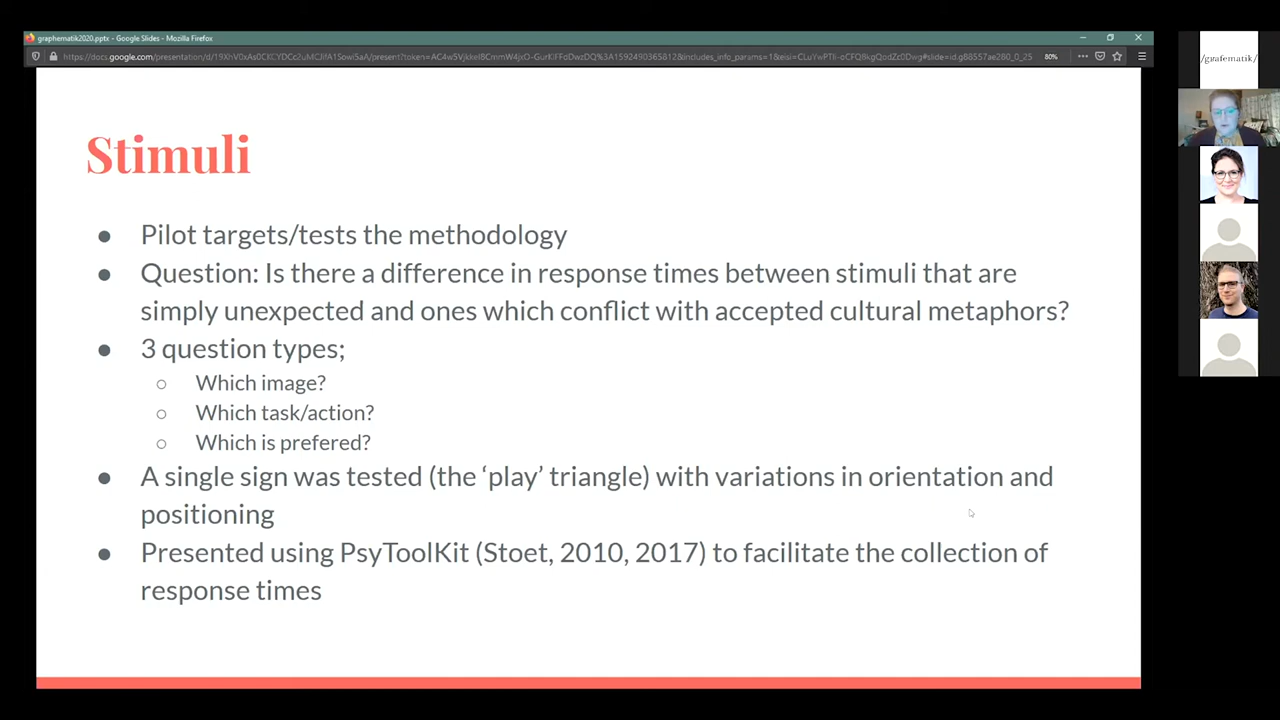 graphematik2020.pptx - Google Slides - Mozilla Firefox
80%
/grafematik/
Stimuli
● Pilot targets/tests the methodology
● Question: Is there a difference in response times between stimuli that are
simply unexpected and ones which conflict with accepted cultural metaphors?
● 3 question types;
○ Which image?
○ Which task/action?
○ Which is prefered?
● A single sign was tested (the ‘play’ triangle) with variations in orientation and
positioning
● Presented using PsyToolKit (Stoet, 2010, 2017) to facilitate the collection of
response times